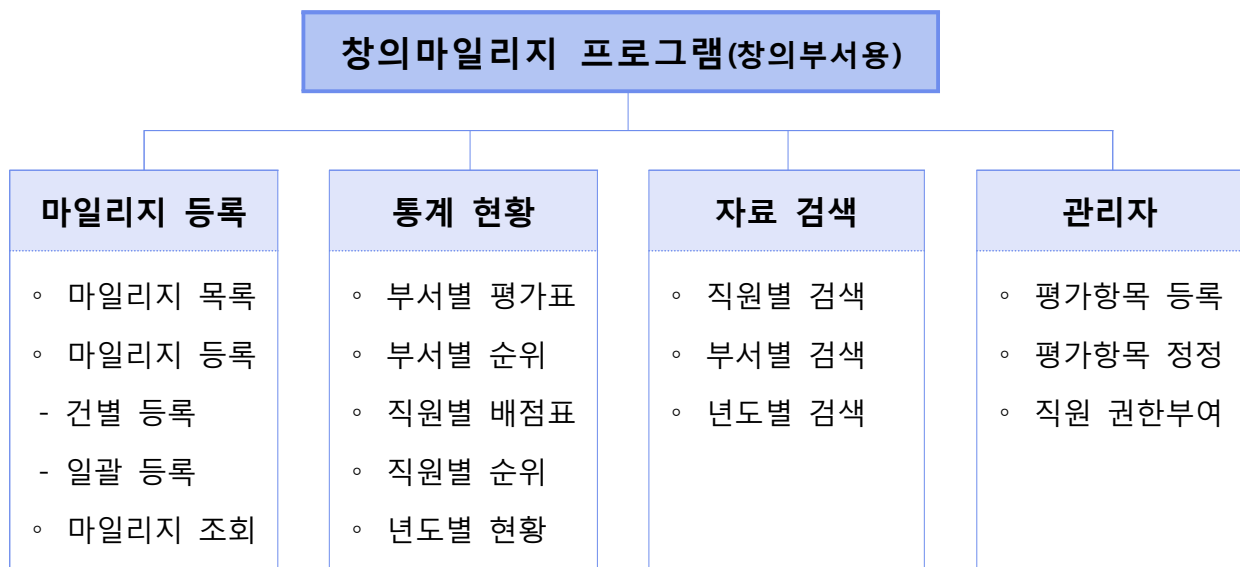 창의마일리지 프로그램(창의부서용)
마일리지 등록
◦ 마일리지 목록
◦ 마일리지 등록
- 건별 등록
- 일괄 등록
◦ 마일리지 조회
통계 현황
◦ 부서별 평가표
◦ 부서별 순위
◦ 직원별 배점표
◦ 직원별 순위
◦ 년도별 현황
자료 검색
◦ 직원별 검색
◦ 부서별 검색
◦ 년도별 검색
관리자
◦ 평가항목 등록
◦ 평가항목 정정
◦ 직원 권한부여